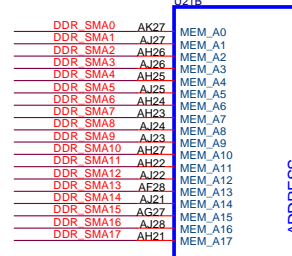 U21B
DDR_SMA0 AK27 MEM_A0
DDR_SMA1 AJ27 MEM_A1
DDR_SMA2 AH26 MEM_A2
DDR_SMA3 AJ26 MEM_A3
DDR_SMA4 AH25 MEM_A4
DDR_SMA5 AJ25 MEM_A5
DDR_SMA6 AH24 MEM_A6
DDR_SMA7 AH23 MEM_A7
DDR_SMA8 AJ24 MEM_A8
DDR_SMA9 AJ23 MEM_A9
DDR_SMA10 AH27 MEM_A10
DDR_SMA11 AH22 MEM_A11
DDR_SMA12 AJ22 MEM_A12
DDR_SMA13 AF28 MEM_A13
DDR_SMA14 AJ21 MEM_A14
DDR_SMA15 AG27 MEM_A15
DDR_SMA16 AJ28 MEM_A16
DDR_SMA17 AH21 MEM_A17
ADDRESS